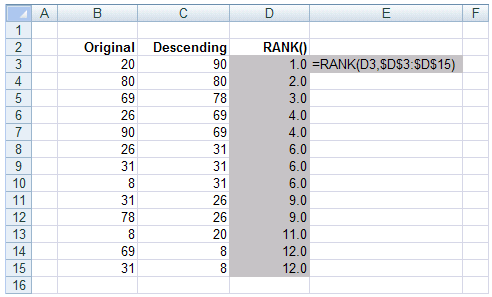 A B C D E F
1
2 Original Descending RANK()
3 20 90 1.0 =RANK(D3,$D$3:$D$15)
4 80 80 2.0
5 69 78 3.0
6 26 69 4.0
7 90 69 4.0
8 26 31 6.0
9 31 31 6.0
10 8 31 6.0
11 31 26 9.0
12 78 26 9.0
13 8 20 11.0
14 69 8 12.0
15 31 8 12.0
16